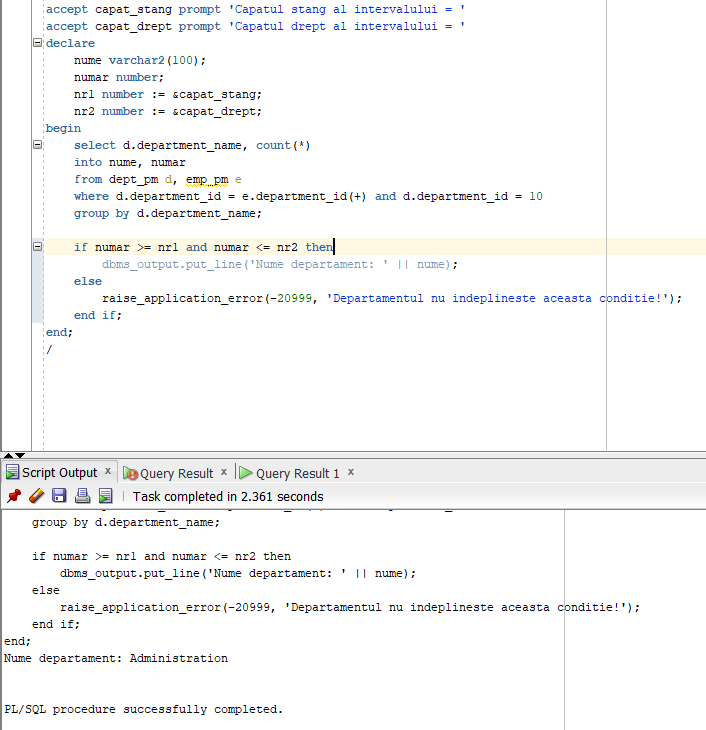 accept capat_stang prompt 'Capatul stang al intervalului = '
accept capat_drept prompt 'Capatul drept al intervalului = '
declare
    nume varchar2(100);
    numar number;
    nr1 number := &capat_stang;
    nr2 number := &capat_drept;
begin
    select d.department_name, count(*)
    into nume, numar
    from dept_pm d, emp_pm e
    where d.department_id = e.department_id(+) and d.department_id = 10
    group by d.department_name;
    if numar >= nr1 and numar <= nr2 then
        dbms_output.put_line('Nume departament: ' || nume);
    else
        raise_application_error(-20999, 'Departamentul nu indeplineste aceasta conditie!');
    end if;
end;
/
Script Output x Query Result x Query Result 1 x
Task completed in 2.361 seconds
    group by d.department_name;
    if numar >= nr1 and numar <= nr2 then
        dbms_output.put_line('Nume departament: ' || nume);
    else
        raise_application_error(-20999, 'Departamentul nu indeplineste aceasta conditie!');
    end if;
end;
Nume departament: Administration
PL/SQL procedure successfully completed.